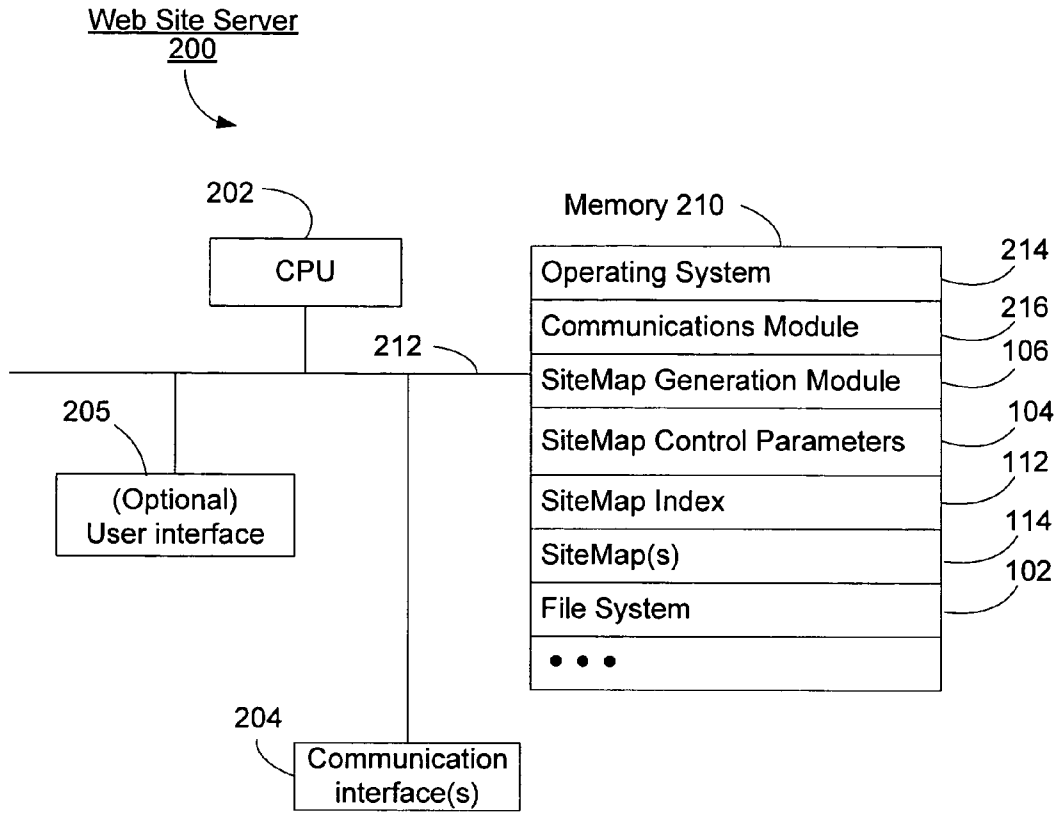 Web Site Server
200
202
CPU
Memory 210
Operating System
214
Communications Module
216
212
SiteMap Generation Module
106
SiteMap Control Parameters
104
205
(Optional)
User interface
SiteMap Index
112
SiteMap(s)
114
File System
102
• • •
204
Communication
interface(s)